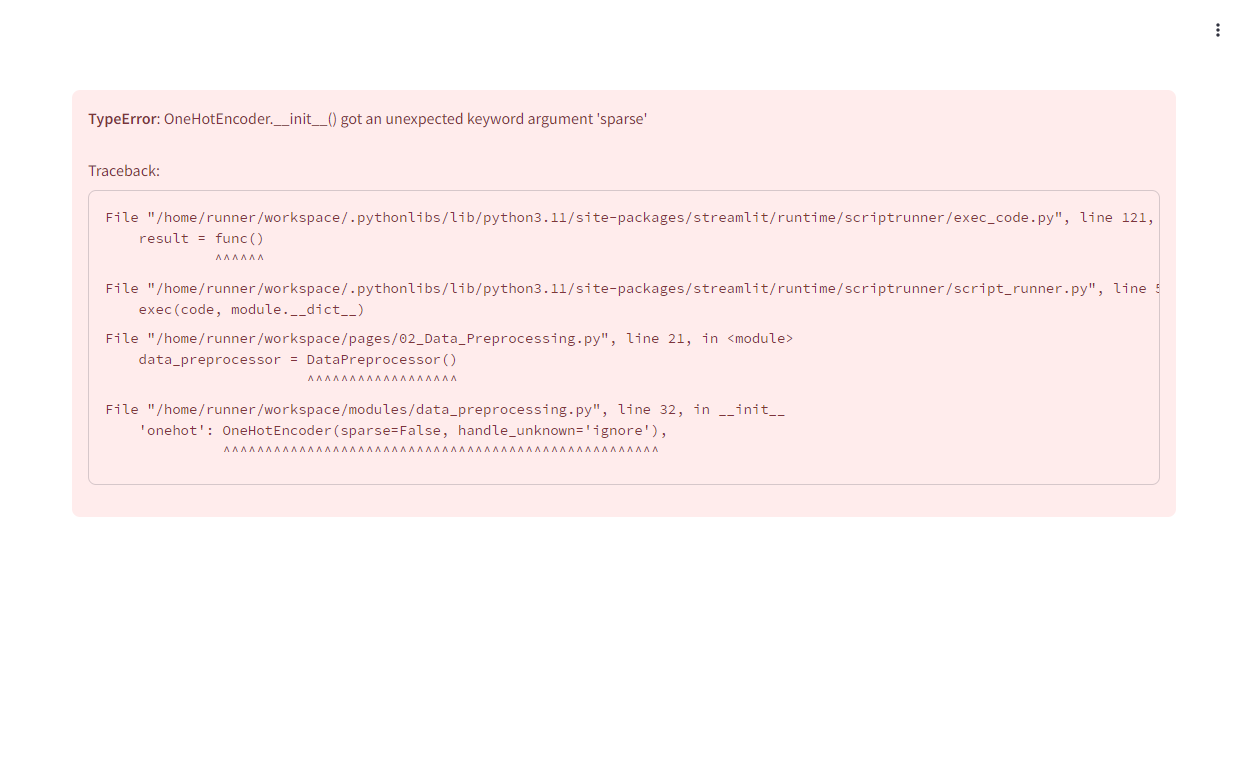 TypeError: OneHotEncoder.__init__() got an unexpected keyword argument 'sparse'
Traceback:
File "/home/runner/workspace/.pythonlibs/lib/python3.11/site-packages/streamlit/runtime/scriptrunner/exec_code.py", line 121,
    result = func()
             ^^^^^^
File "/home/runner/workspace/.pythonlibs/lib/python3.11/site-packages/streamlit/runtime/scriptrunner/script_runner.py", line
    exec(code, module.__dict__)
File "/home/runner/workspace/pages/02_Data_Preprocessing.py", line 21, in <module>
    data_preprocessor = DataPreprocessor()
                        ^^^^^^^^^^^^^^^^^^
File "/home/runner/workspace/modules/data_preprocessing.py", line 32, in __init__
    'onehot': OneHotEncoder(sparse=False, handle_unknown='ignore'),
              ^^^^^^^^^^^^^^^^^^^^^^^^^^^^^^^^^^^^^^^^^^^^^^^^^^^^